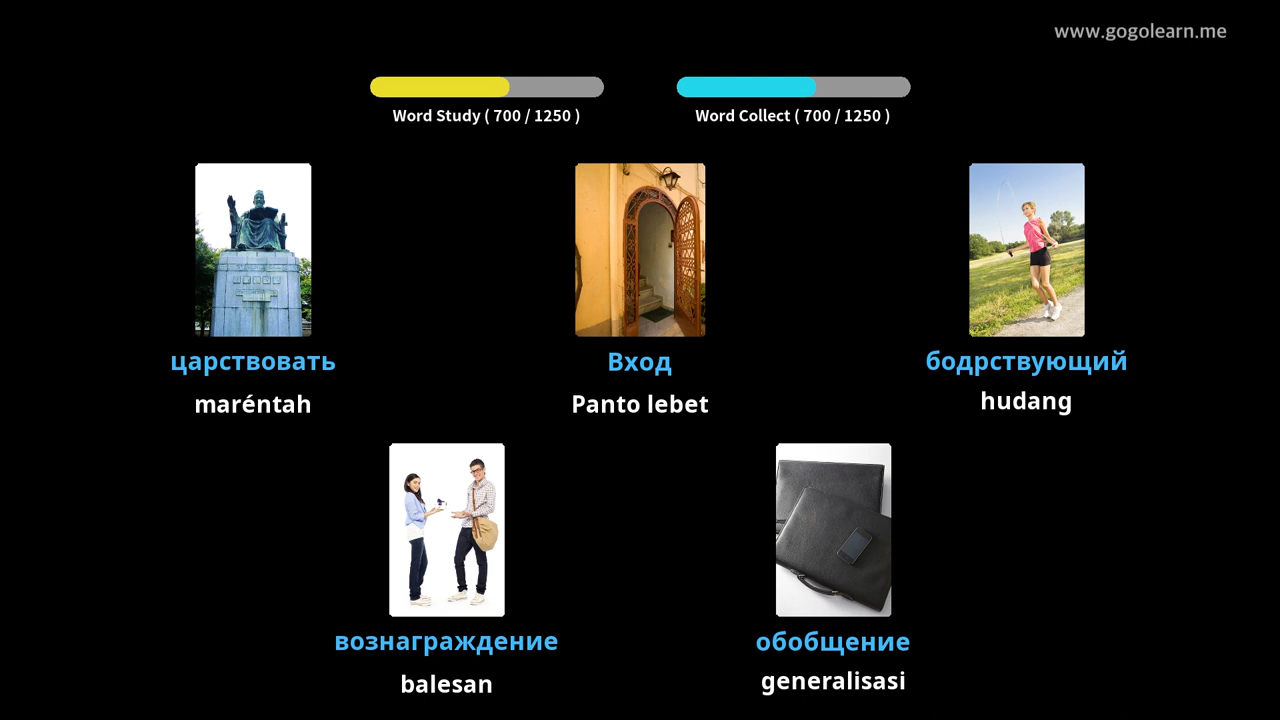 www.gogolearn.me
Word Study ( 700 / 1250 )
Word Collect ( 700 / 1250 )
царствовать
maréntah
Вход
Panto lebet
бодрствующий
hudang
вознаграждение
balesan
обобщение
generalisasi